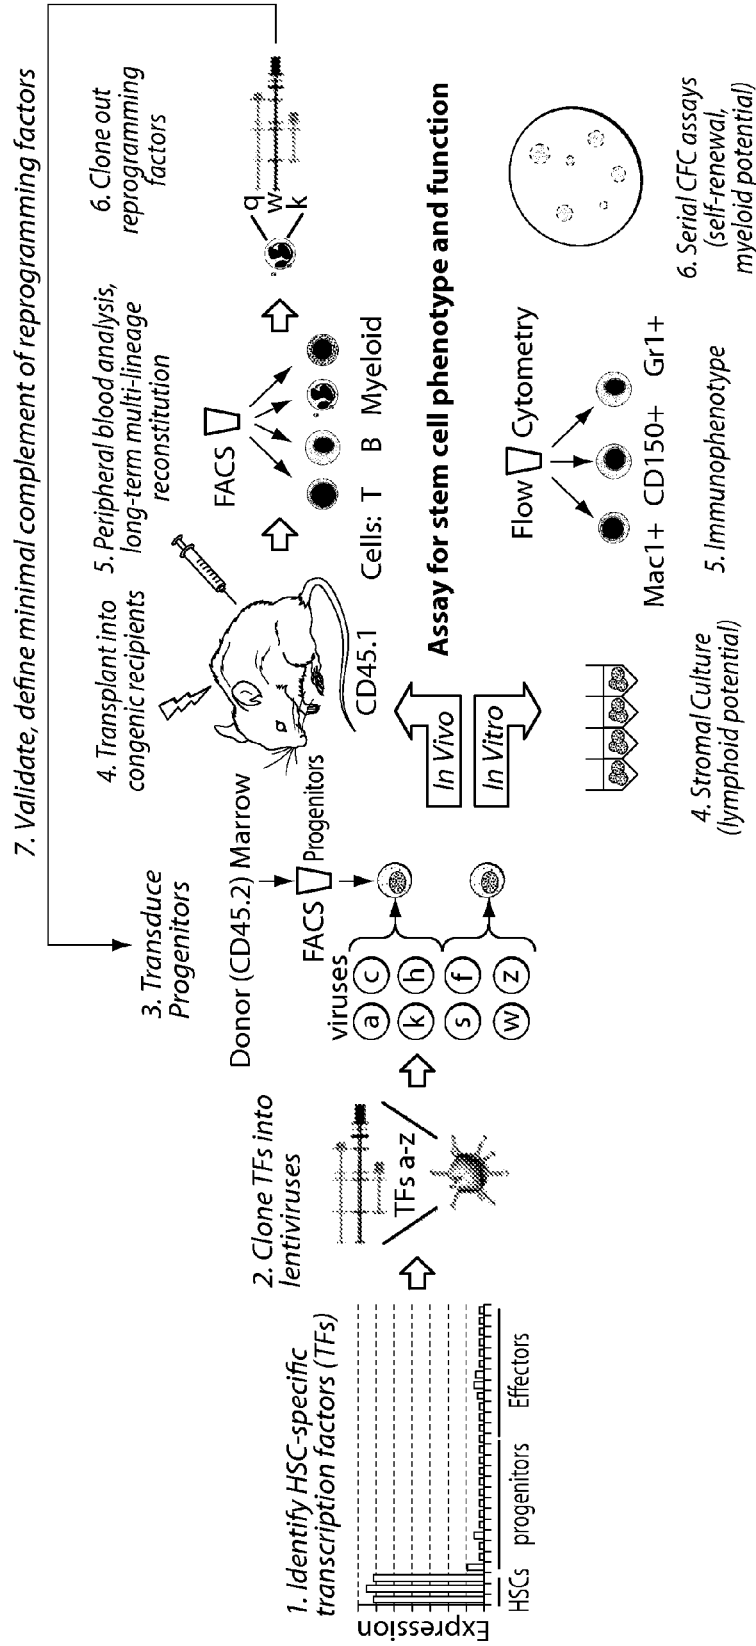 7. Validate, define minimal complement of reprogramming factors
1. Identify HSC-specific
transcription factors (TFs)
Expression
HSCs
progenitors
Effectors
2. Clone TFs into
lentiviruses
TFs a-z
3. Transduce
Progenitors
Donor (CD45.2) Marrow
FACS
Progenitors
viruses
a c
k h
s f
w z
4. Transplant into
congenic recipients
CD45.1
In Vivo
In Vitro
5. Peripheral blood analysis,
long-term multi-lineage
reconstitution
FACS
Cells: T B Myeloid
6. Clone out
reprogramming
factors
q
w
k
Assay for stem cell phenotype and function
4. Stromal Culture
(lymphoid potential)
Flow Cytometry
Mac1+ CD150+ Gr1+
5. Immunophenotype
6. Serial CFC assays
(self-renewal,
myeloid potential)